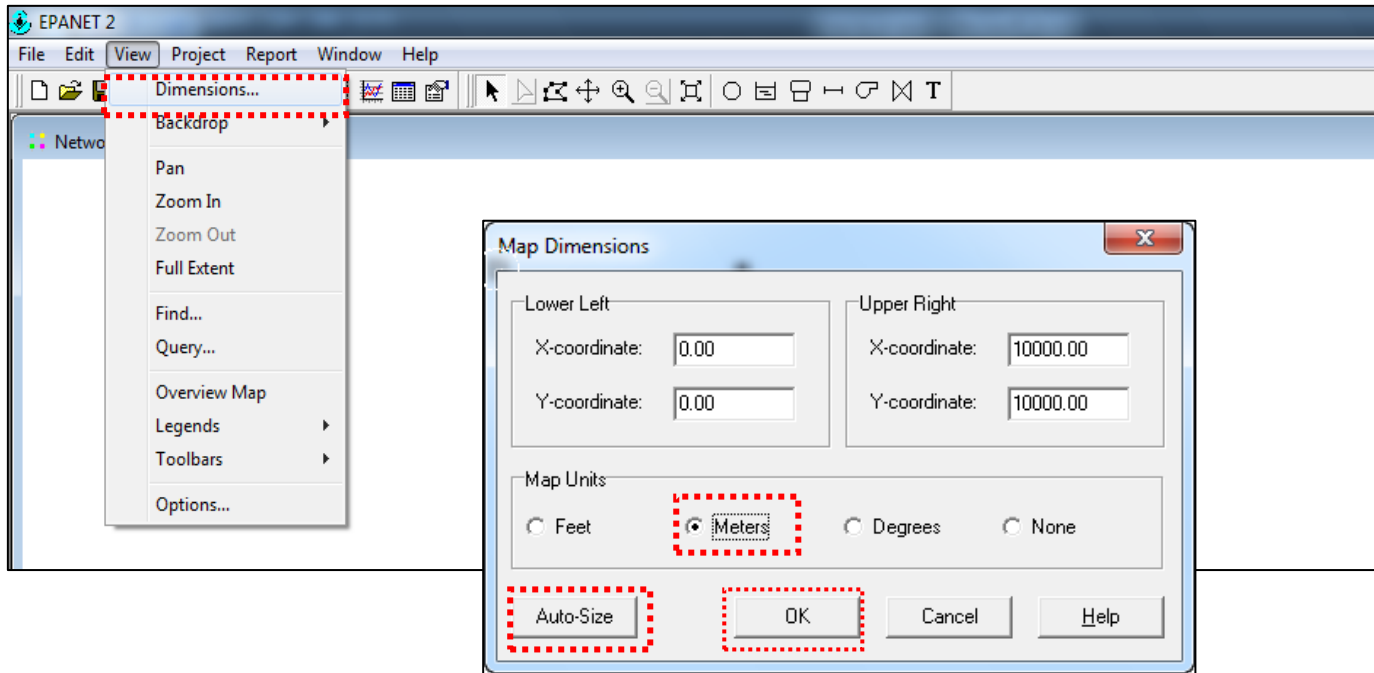 EPANET 2
File Edit View Project Report Window Help
T
Dimensions...
Backdrop
Netwo
Pan
Zoom In
Zoom Out
Full Extent
Find...
Query...
Overview Map
Legends
Toolbars
Options...
Map Dimensions
Lower Left Upper Right
X-coordinate: 0.00 X-coordinate: 10000.00
Y-coordinate: 0.00 Y-coordinate: 10000.00
Map Units
Feet Meters Degrees None
Auto-Size OK Cancel Help